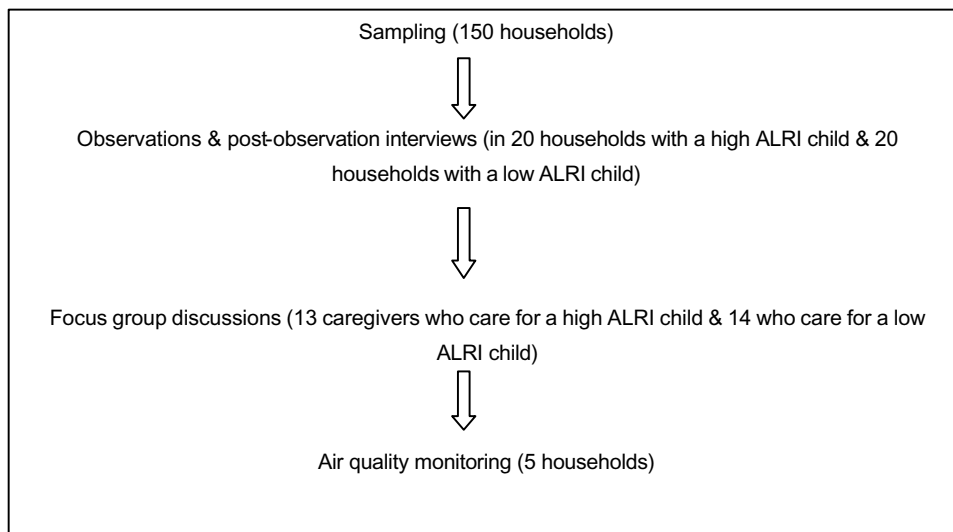 Sampling (150 households)
Observations & post-observation interviews (in 20 households with a high ALRI child & 20
households with a low ALRI child)
Focus group discussions (13 caregivers who care for a high ALRI child & 14 who care for a low
ALRI child)
Air quality monitoring (5 households)